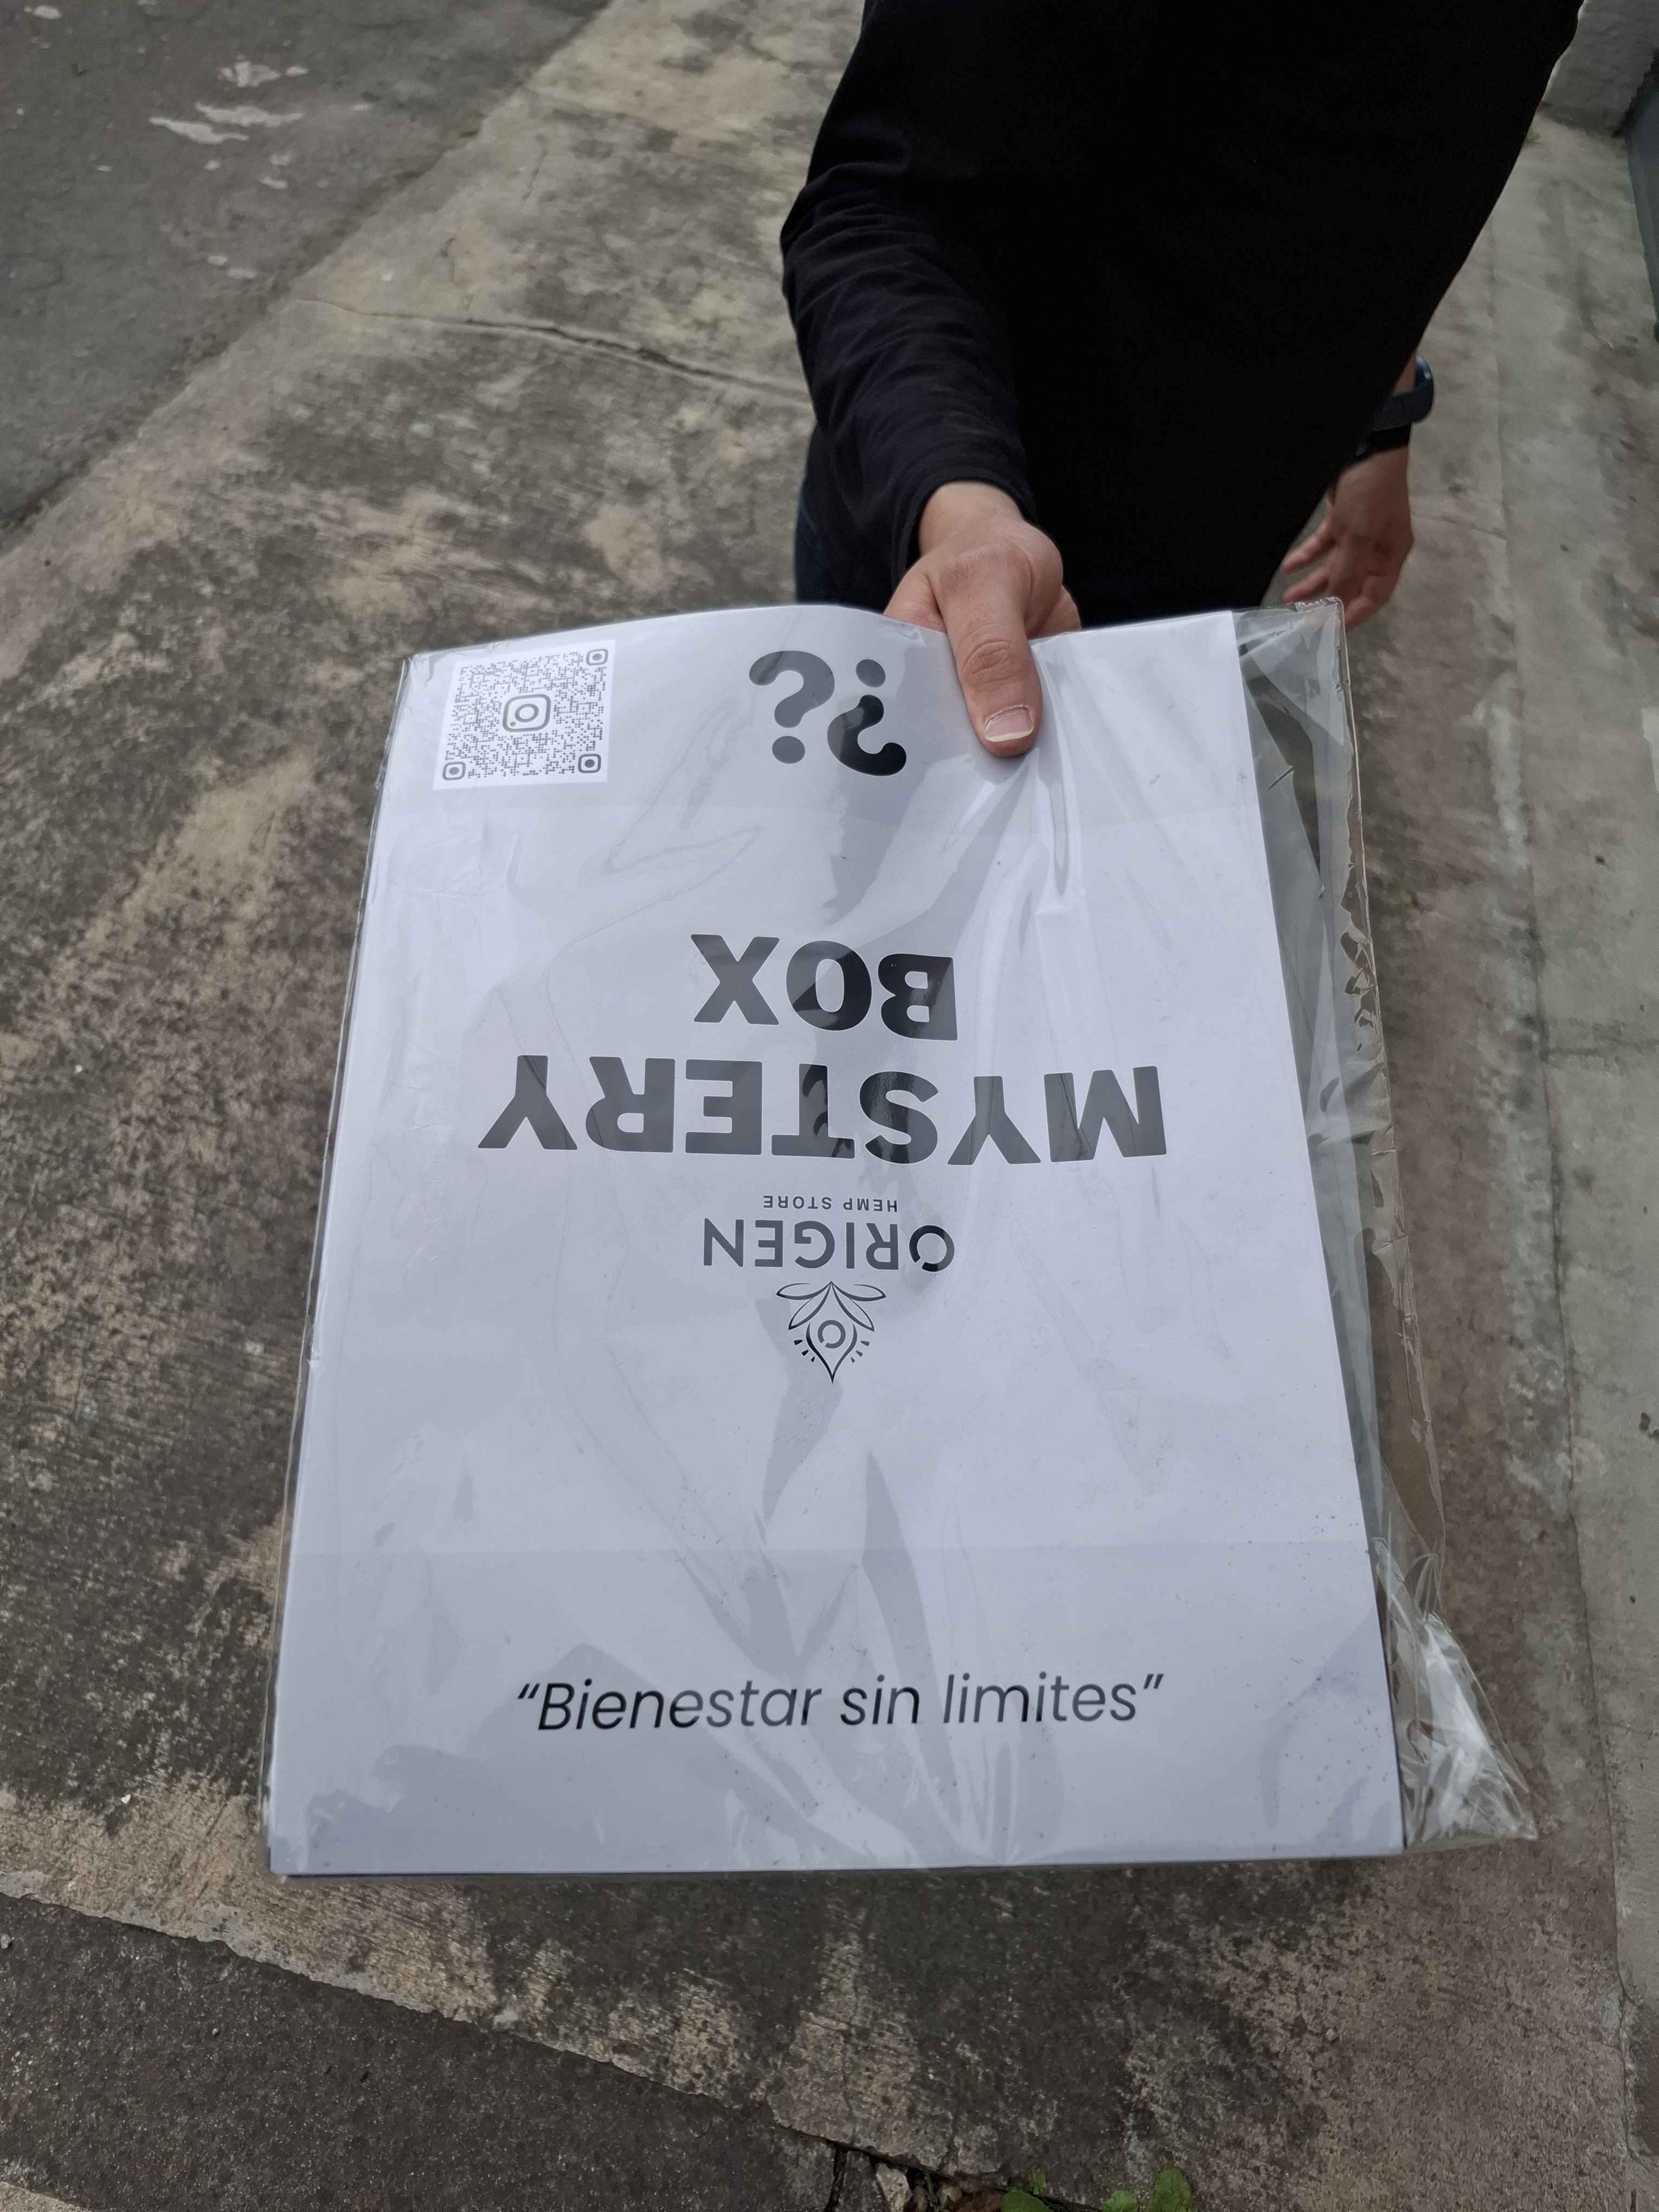 ORIGEN
HEMP STORE
MYSTERY
BOX
¿?
“Bienestar sin limites”